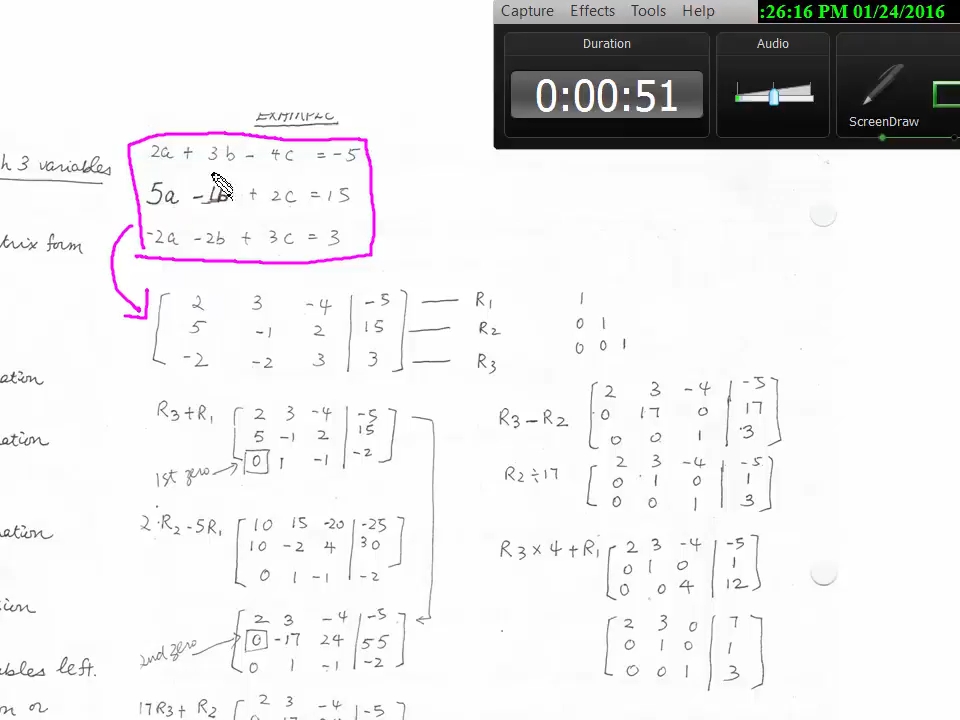 Capture Effects Tools Help :26:16 PM 01/24/2016
Duration Audio
0:00:51
ScreenDraw
EXAMPLE
h 3 variables
2a + 3b - 4c = -5
5a - + 2c = 15
-2a -2b + 3c = 3
trix form
2 3 -4 | -5 R1
5 -1 2 | 15 R2
-2 -2 3 | 3 R3
1
0 1
0 0 1
ation
R3+R1
2 3 -4 | -5
5 -1 2 | 15
0 1 -1 | -2
1st zero
ation
2·R2-5R1
10 15 -20 | -25
10 -2 4 | 30
0 1 -1 | -2
nation
2 3 -4 | -5
0 -17 24 | 55
0 1 -1 | -2
2nd zero
tion
ables left.
n or
17R3+R2
2 3 -4 | -5
R3-R2
2 3 -4 | -5
0 17 0 | 17
0 0 1 | 3
R2÷17
2 3 -4 | -5
0 1 0 | 1
0 0 1 | 3
R3×4+R1
2 3 -4 | -5
0 1 0 | 1
0 0 4 | 12
2 3 0 | 7
0 1 0 | 1
0 0 1 | 3